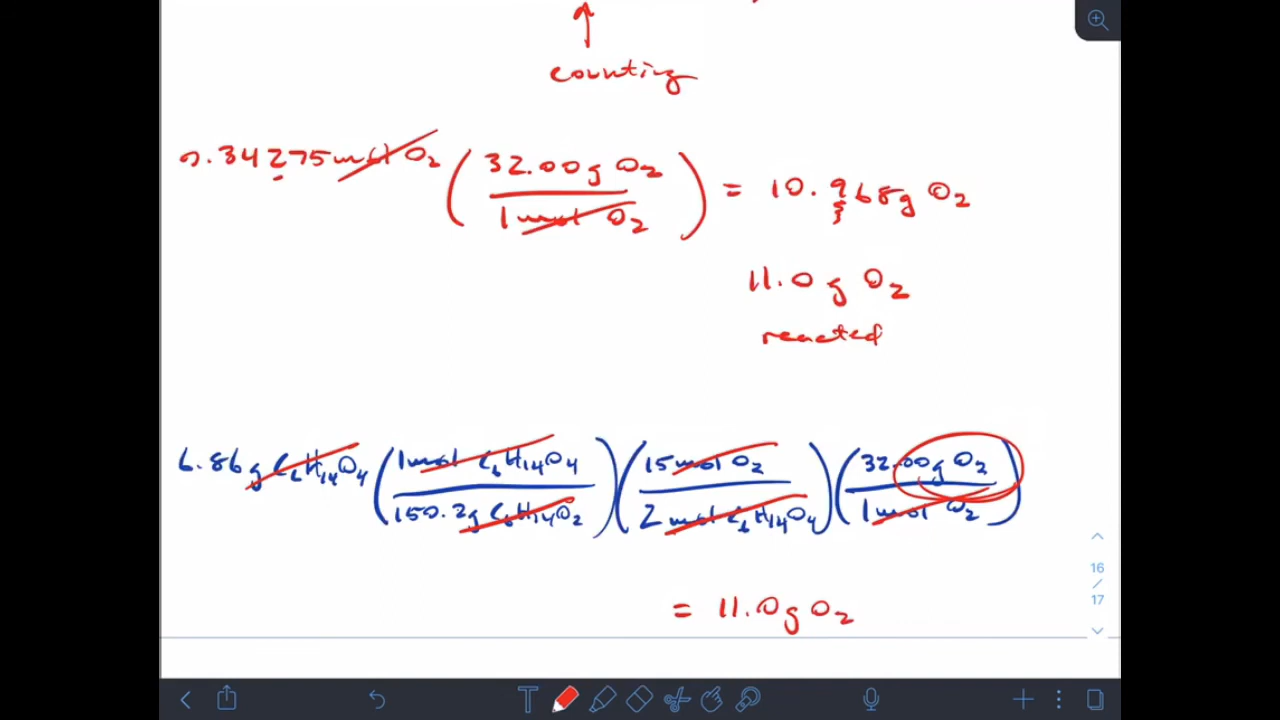 counting
0.34275 mol O2 ( 32.00 g O2 / 1 mol O2 ) = 10.968 g O2
11.0 g O2
reacted
6.86 g C6H14O4 ( 1 mol C6H14O4 / 150.2 g C6H14O2 ) ( 15 mol O2 / 2 mol C6H14O4 ) ( 32.00 g O2 / 1 mol O2 )
= 11.0 g O2
16
/
17
T